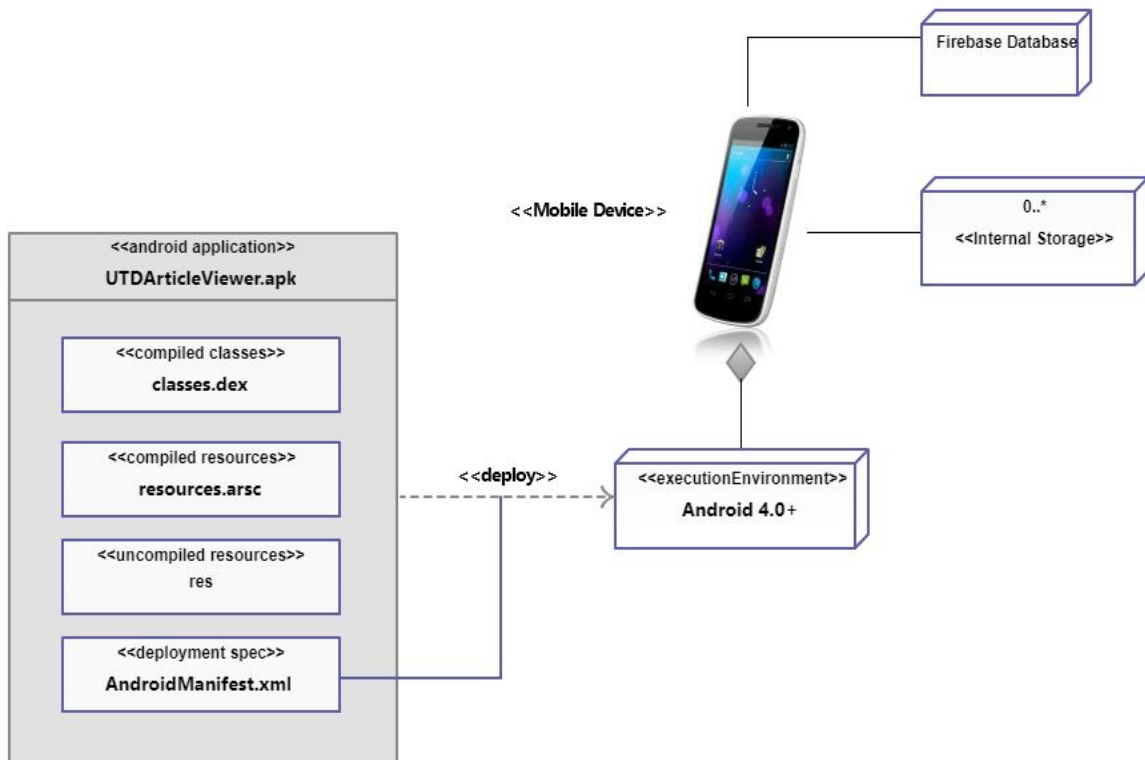 Firebase Database
0..*
<<Internal Storage>>
<<Mobile Device>>
<<android application>>
UTDArticleViewer.apk
<<compiled classes>>
classes.dex
<<compiled resources>>
resources.arsc
<<uncompiled resources>>
res
<<deployment spec>>
AndroidManifest.xml
<<deploy>>
<<executionEnvironment>>
Android 4.0+